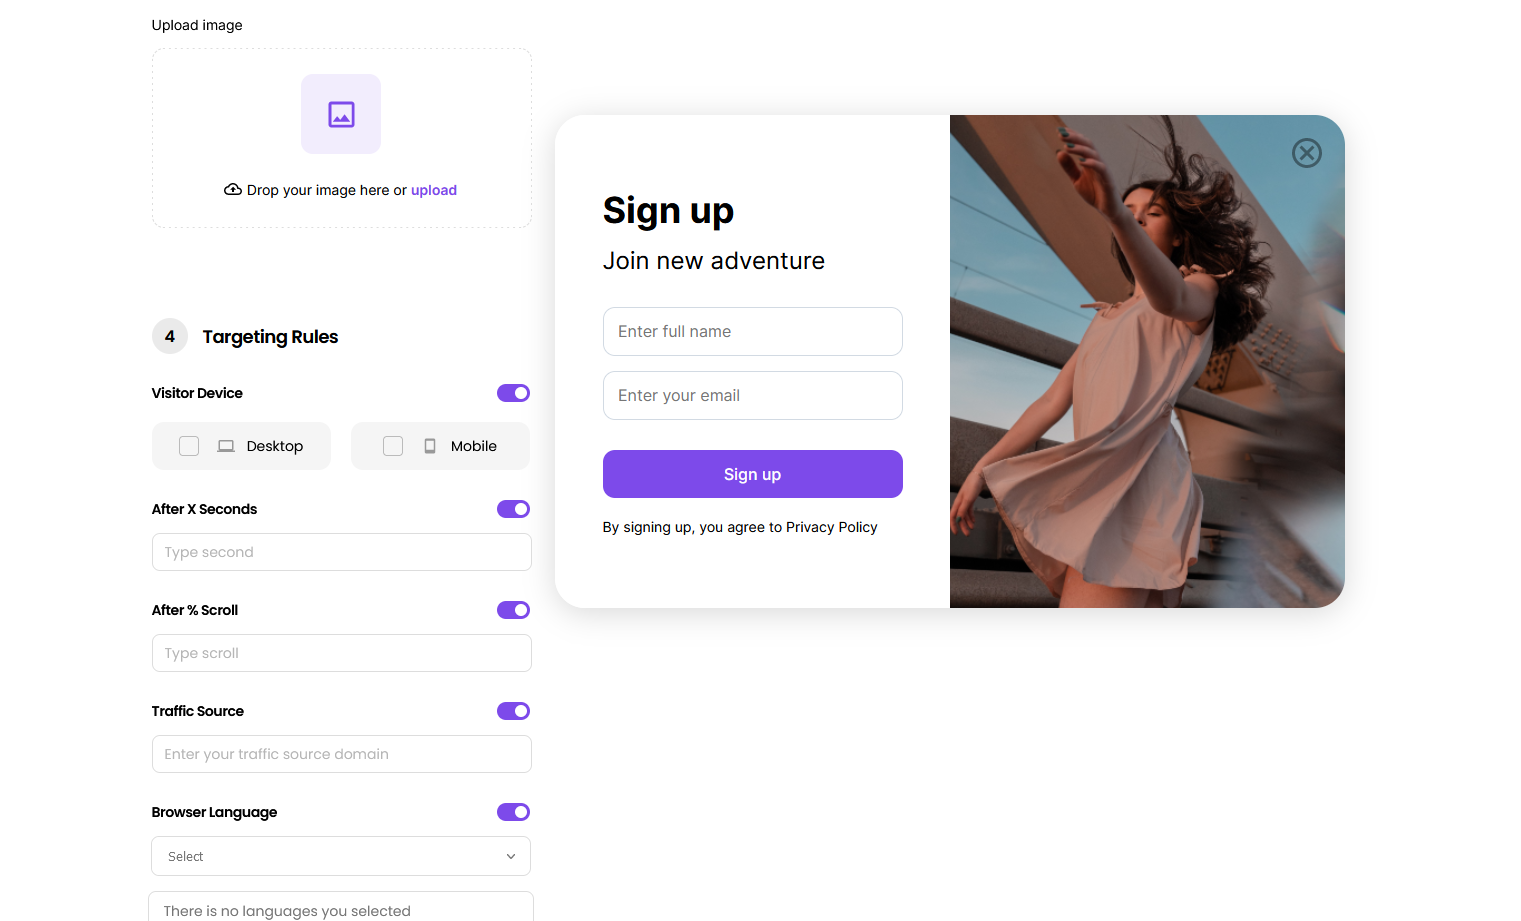 Upload image
Drop your image here or upload
4 Targeting Rules
Visitor Device
Desktop
Mobile
After X Seconds
Type second
After % Scroll
Type scroll
Traffic Source
Enter your traffic source domain
Browser Language
Select
There is no languages you selected
Sign up
Join new adventure
Enter full name
Enter your email
Sign up
By signing up, you agree to Privacy Policy